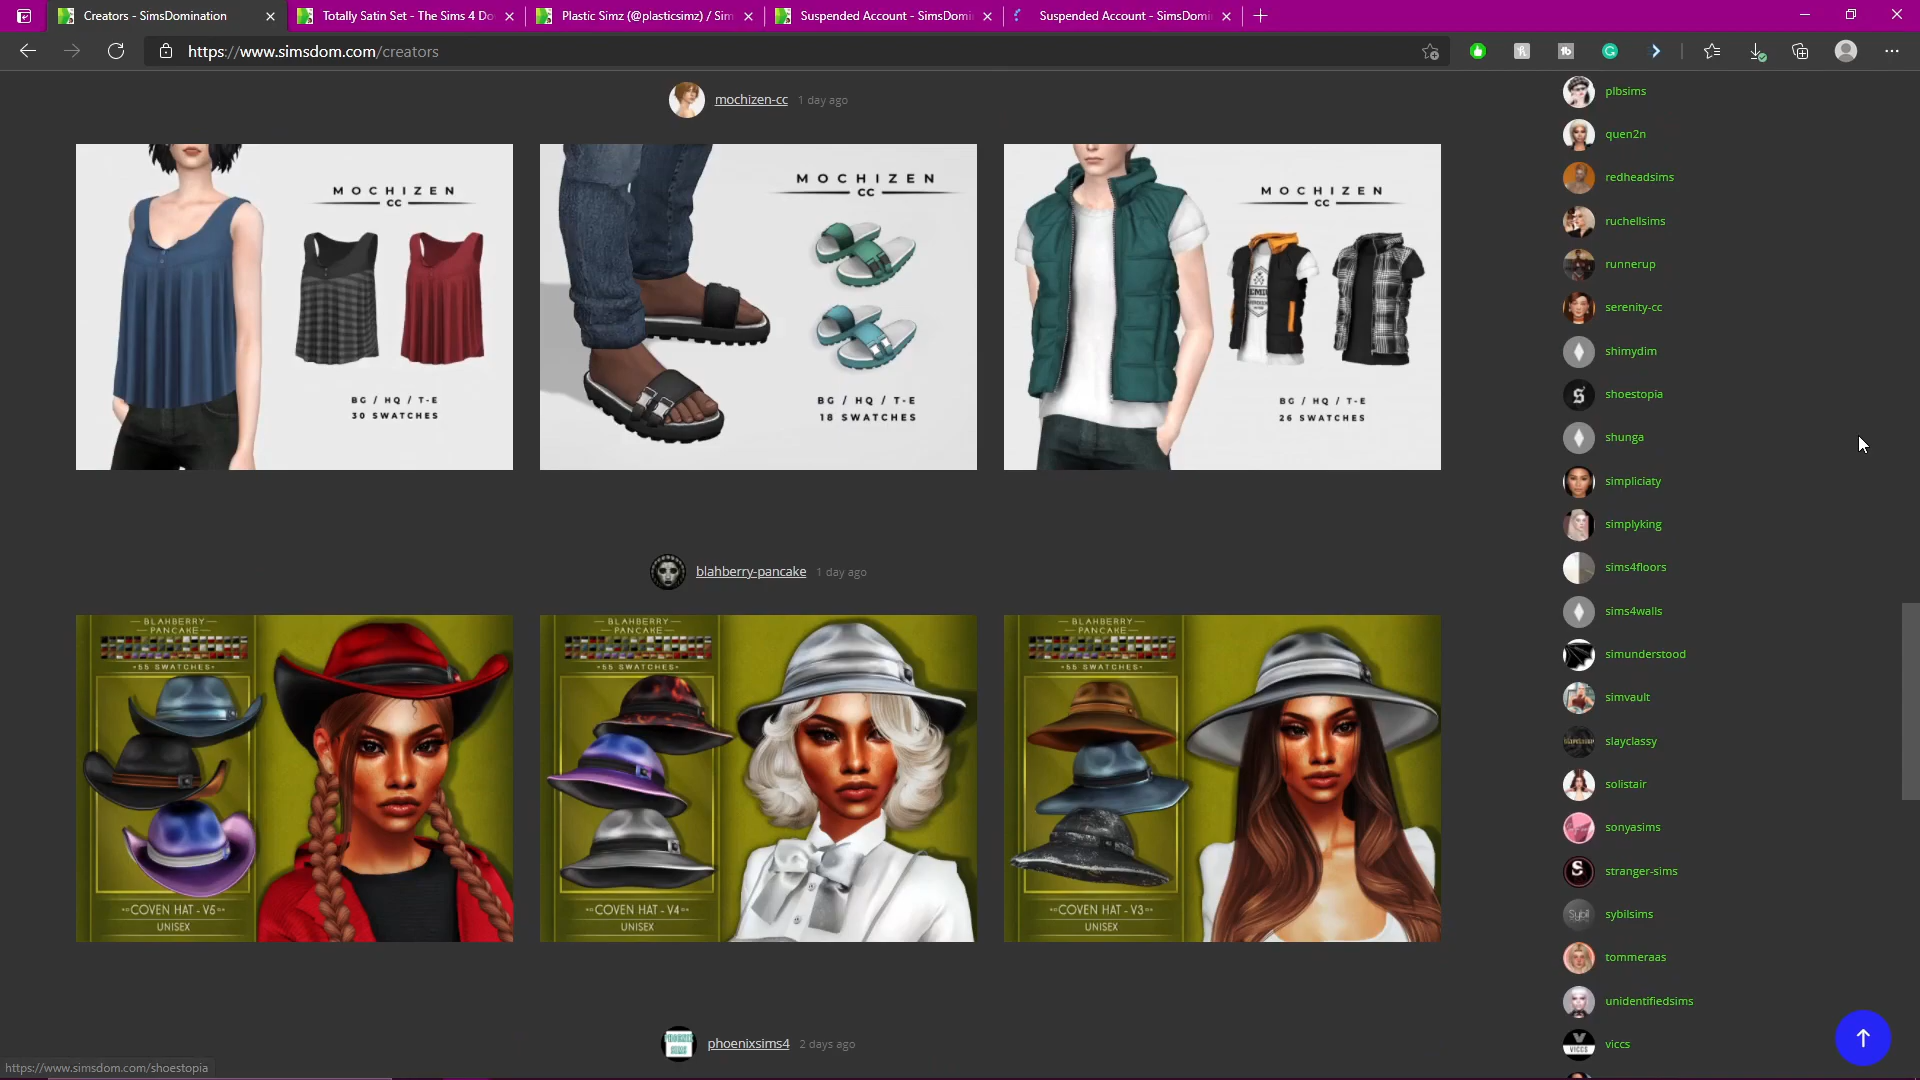 Creators - SimsDomination
Totally Satin Set - The Sims 4 Do
Plastic Simz (@plasticsimz) / Sim
Suspended Account - SimsDomin
Suspended Account - SimsDomin
https://www.simsdom.com/creators
mochizen-cc 1 day ago
MOCHIZEN
CC
BG / HQ / T-E
30 SWATCHES
MOCHIZEN
CC
BG / HQ / T-E
18 SWATCHES
MOCHIZEN
CC
BG / HQ / T-E
26 SWATCHES
blahberry-pancake 1 day ago
BLAHBERRY
PANCAKE
•55 SWATCHES•
COVEN HAT - V5
UNISEX
BLAHBERRY
PANCAKE
•55 SWATCHES•
COVEN HAT - V4
UNISEX
BLAHBERRY
PANCAKE
•55 SWATCHES•
COVEN HAT - V3
UNISEX
phoenixsims4 2 days ago
plbsims
quen2n
redheadsims
ruchellsims
runnerup
serenity-cc
shimydim
shoestopia
shunga
simpliciaty
simplyking
sims4floors
sims4walls
simunderstood
simvault
slayclassy
solistair
sonyasims
stranger-sims
Sybil
sybilsims
tommeraas
unidentifiedsims
VICCS
viccs
https://www.simsdom.com/shoestopia